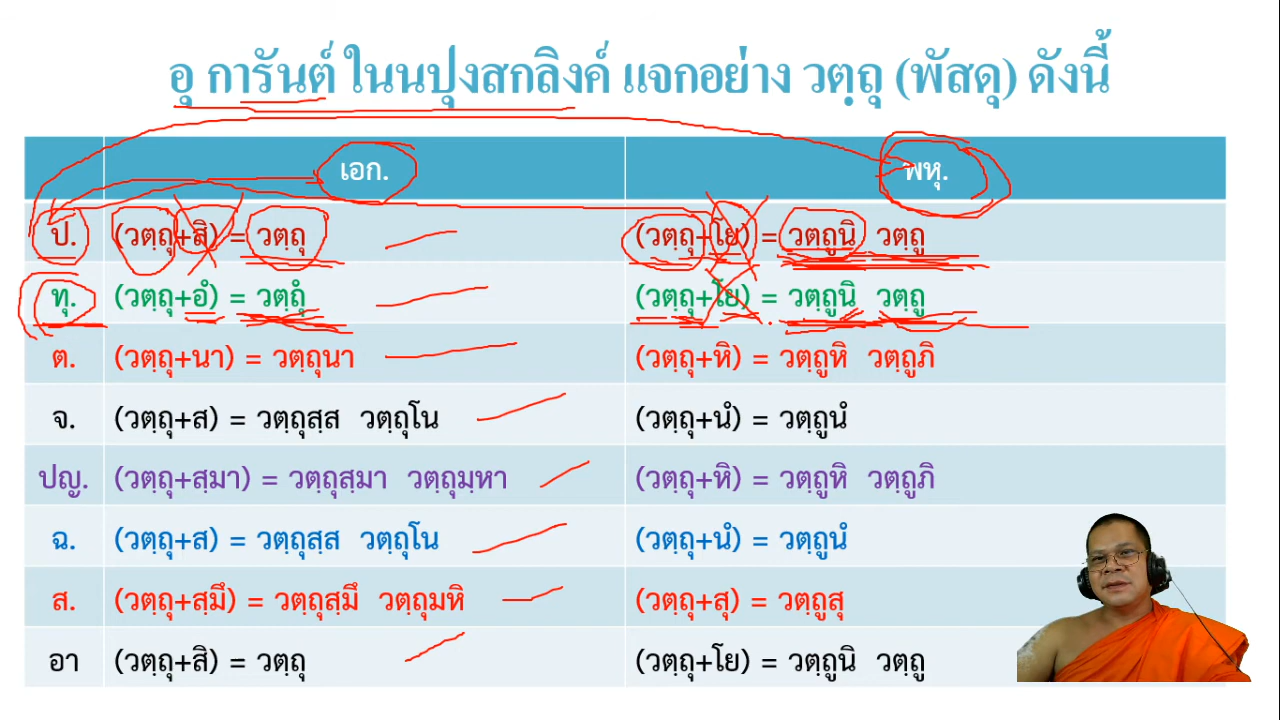 อุ การันต์ ในนปุงสกลิงค์ แจกอย่าง วตฺถุ (พัสดุ) ดังนี้
เอก. พหุ.
ป. (วตฺถุ+สิ) = วตฺถุ (วตฺถุ+โย) = วตฺถูนิ วตฺถู
ทุ. (วตฺถุ+อํ) = วตฺถุํ (วตฺถุ+โย) = วตฺถูนิ วตฺถู
ต. (วตฺถุ+นา) = วตฺถุนา (วตฺถุ+หิ) = วตฺถูหิ วตฺถูภิ
จ. (วตฺถุ+ส) = วตฺถุสฺส วตฺถุโน (วตฺถุ+นํ) = วตฺถูนํ
ปญ. (วตฺถุ+สฺมา) = วตฺถุสฺมา วตฺถุมฺหา (วตฺถุ+หิ) = วตฺถูหิ วตฺถูภิ
ฉ. (วตฺถุ+ส) = วตฺถุสฺส วตฺถุโน (วตฺถุ+นํ) = วตฺถูนํ
ส. (วตฺถุ+สฺมึ) = วตฺถุสฺมึ วตฺถุมหิ (วตฺถุ+สุ) = วตฺถูสุ
อา (วตฺถุ+สิ) = วตฺถุ (วตฺถุ+โย) = วตฺถูนิ วตฺถู